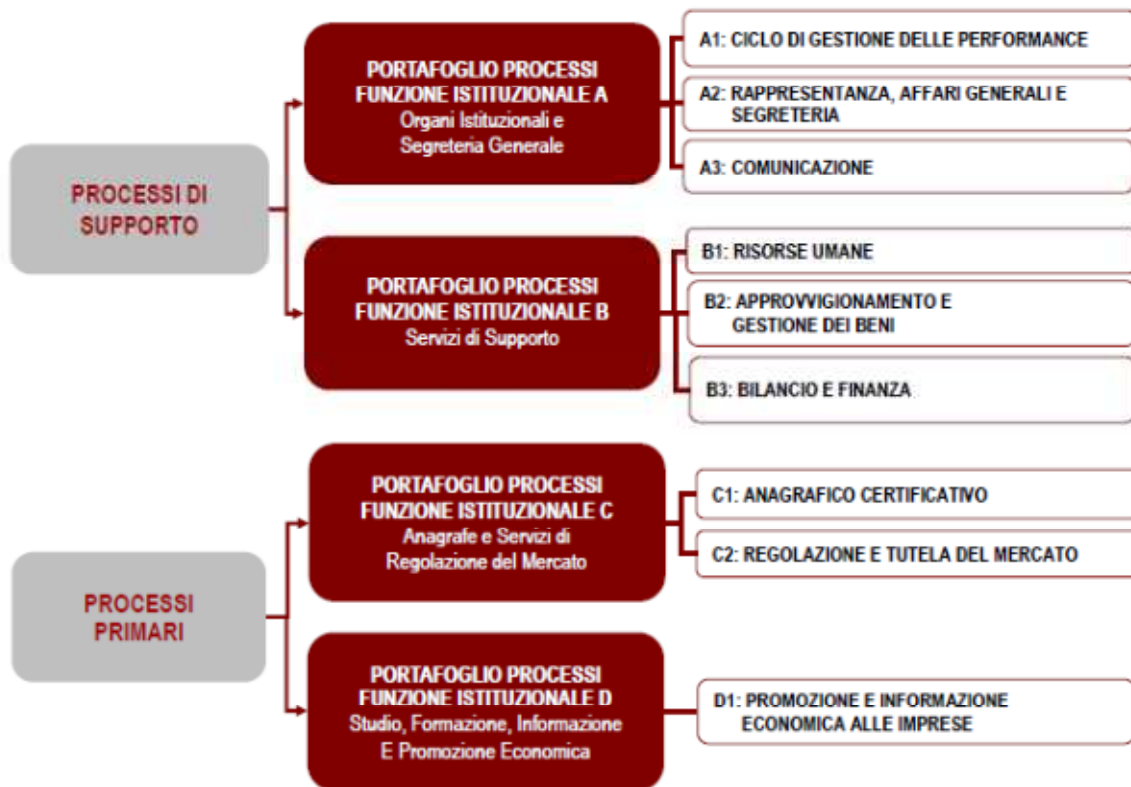 PROCESSI DI
SUPPORTO
PORTAFOGLIO PROCESSI
FUNZIONE ISTITUZIONALE A
Organi Istituzionali e
Segreteria Generale
A1: CICLO DI GESTIONE DELLE PERFORMANCE
A2: RAPPRESENTANZA, AFFARI GENERALI E
SEGRETERIA
A3: COMUNICAZIONE
PORTAFOGLIO PROCESSI
FUNZIONE ISTITUZIONALE B
Servizi di Supporto
B1: RISORSE UMANE
B2: APPROVVIGIONAMENTO E
GESTIONE DEI BENI
B3: BILANCIO E FINANZA
PROCESSI
PRIMARI
PORTAFOGLIO PROCESSI
FUNZIONE ISTITUZIONALE C
Anagrafe e Servizi di
Regolazione del Mercato
C1: ANAGRAFICO CERTIFICATIVO
C2: REGOLAZIONE E TUTELA DEL MERCATO
PORTAFOGLIO PROCESSI
FUNZIONE ISTITUZIONALE D
Studio, Formazione, Informazione
E Promozione Economica
D1: PROMOZIONE E INFORMAZIONE
ECONOMICA ALLE IMPRESE